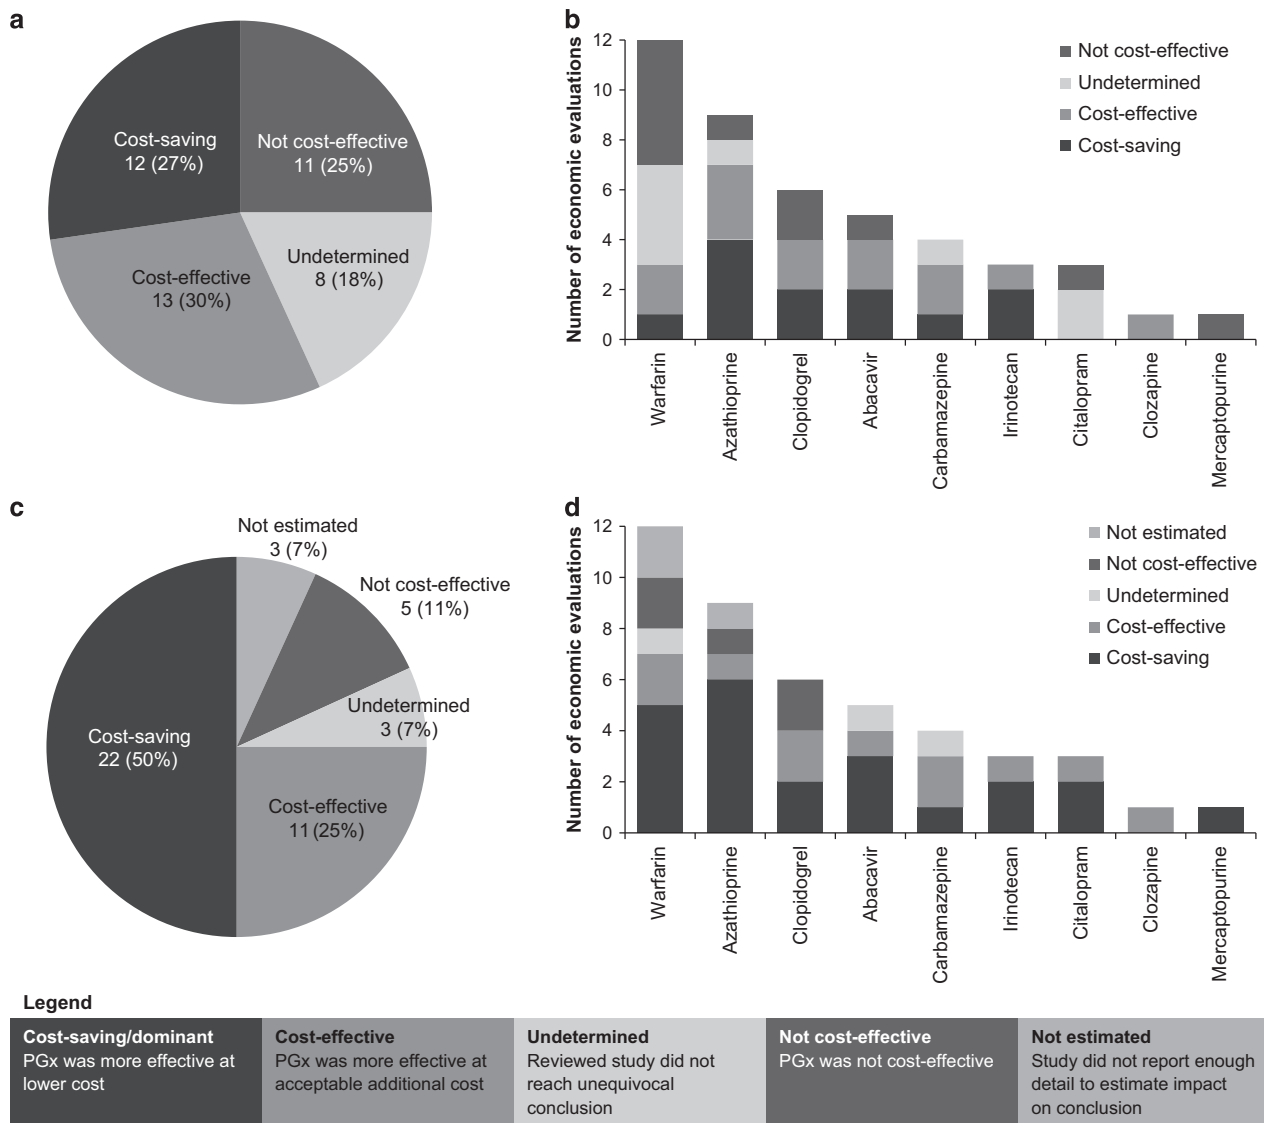 a
Cost-saving
12 (27%)
Not cost-effective
11 (25%)
Undetermined
8 (18%)
Cost-effective
13 (30%)
b
Number of economic evaluations
12
10
8
6
4
2
0
Not cost-effective
Undetermined
Cost-effective
Cost-saving
Warfarin
Azathioprine
Clopidogrel
Abacavir
Carbamazepine
Irinotecan
Citalopram
Clozapine
Mercaptopurine
c
Not estimated
3 (7%)
Not cost-effective
5 (11%)
Undetermined
3 (7%)
Cost-saving
22 (50%)
Cost-effective
11 (25%)
d
Number of economic evaluations
12
10
8
6
4
2
0
Not estimated
Not cost-effective
Undetermined
Cost-effective
Cost-saving
Warfarin
Azathioprine
Clopidogrel
Abacavir
Carbamazepine
Irinotecan
Citalopram
Clozapine
Mercaptopurine
Legend
Cost-saving/dominant
PGx was more effective at
lower cost
Cost-effective
PGx was more effective at
acceptable additional cost
Undetermined
Reviewed study did not
reach unequivocal
conclusion
Not cost-effective
PGx was not cost-effective
Not estimated
Study did not report enough
detail to estimate impact
on conclusion